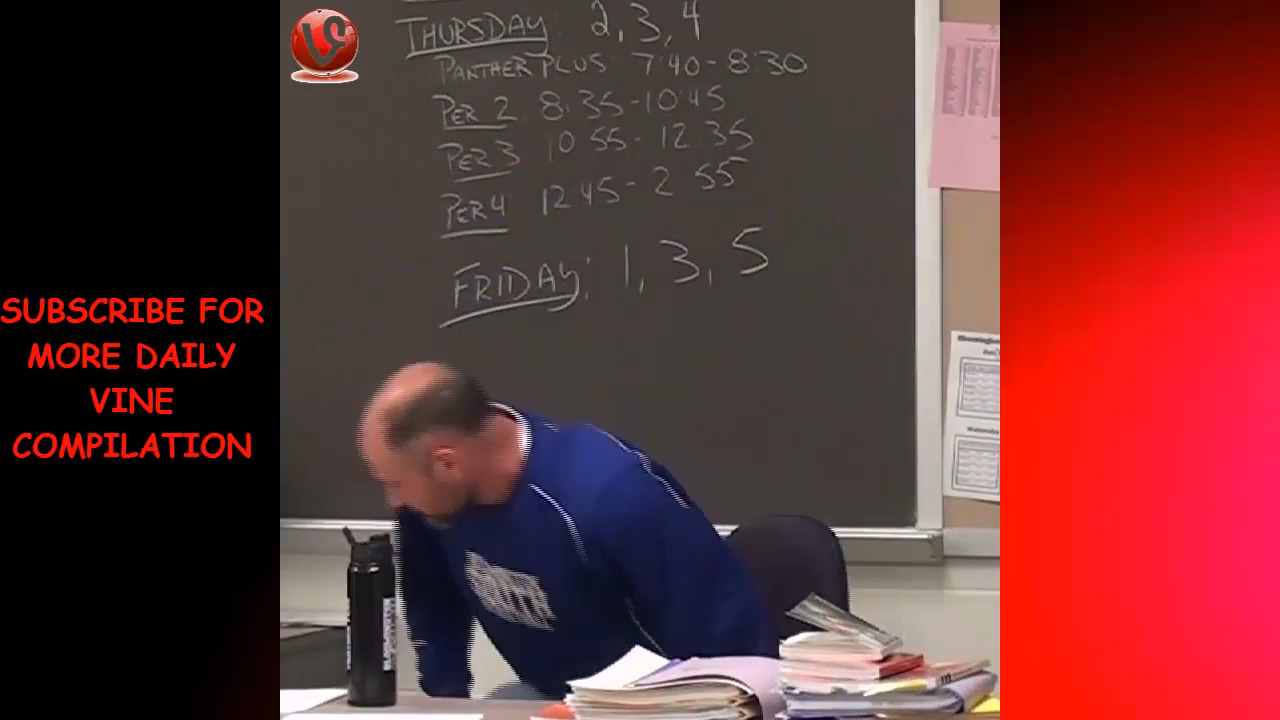 THURSDAY: 2, 3, 4
PANTHER PLUS 7:40 - 8:30
PER 2 8:35 - 10:45
PER 3 10:55 - 12:35
PER 4 12:45 - 2:55
FRIDAY: 1, 3, 5
SUBSCRIBE FOR
MORE DAILY
VINE
COMPILATION
SOUTH